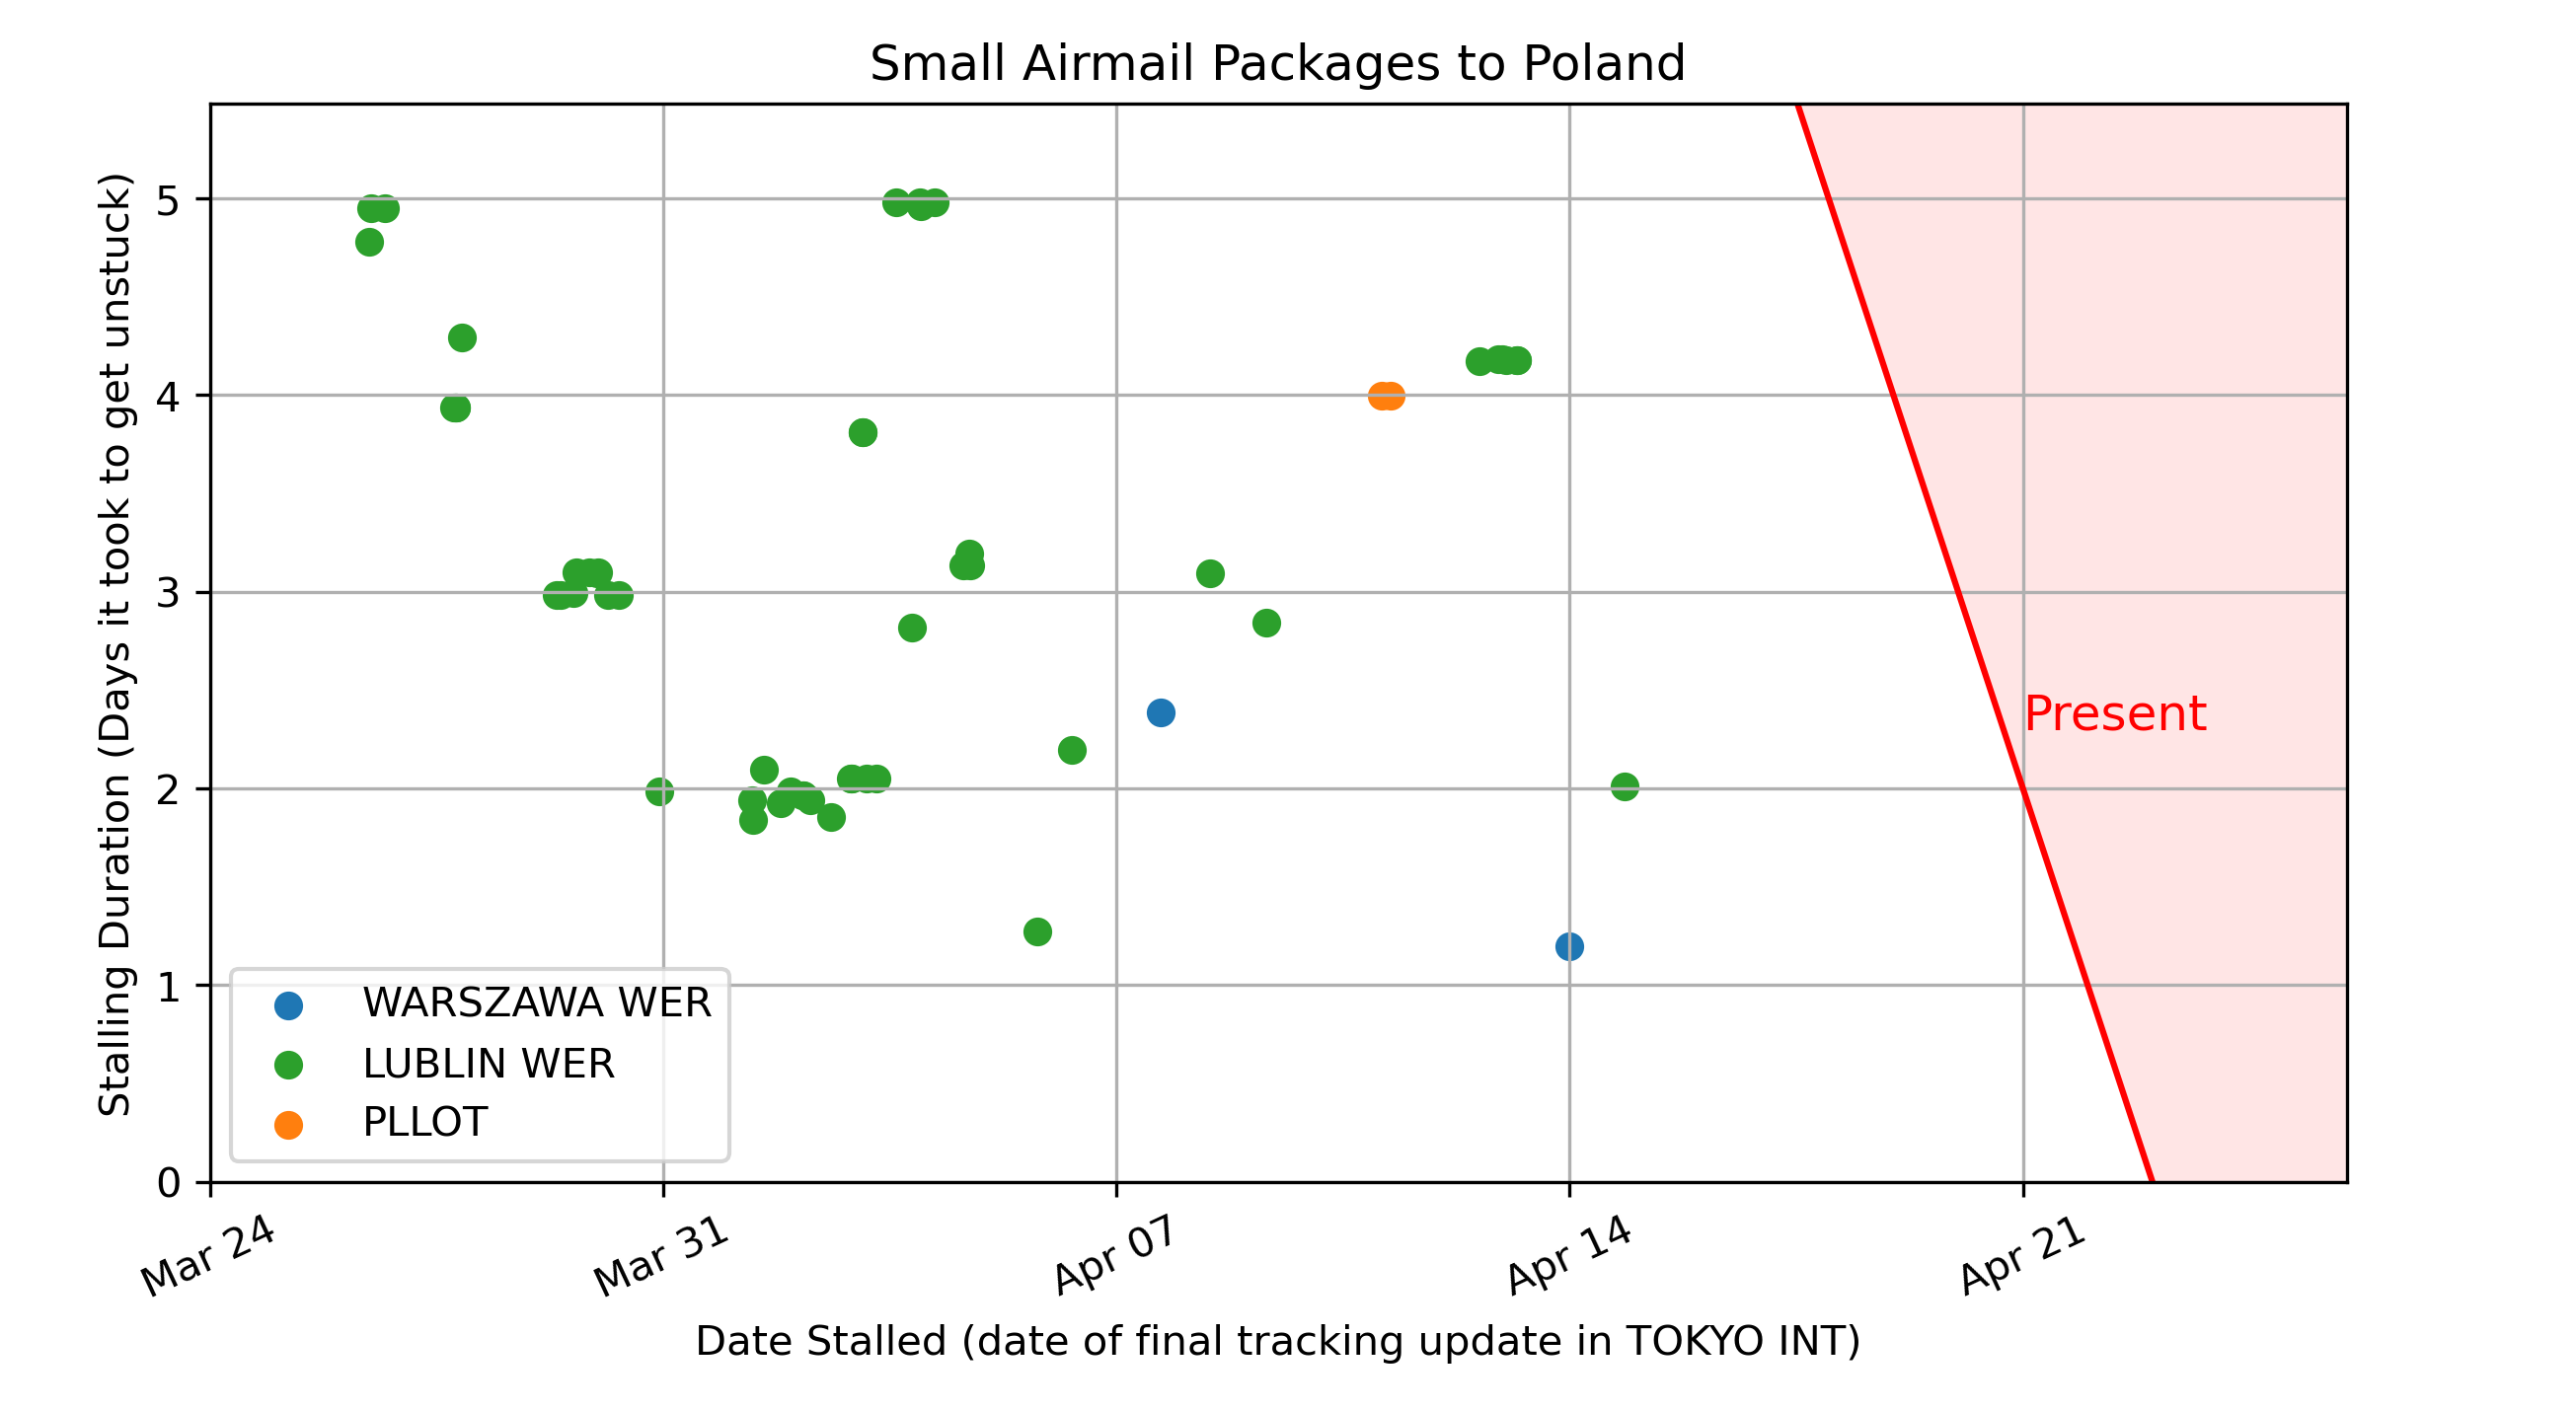 Small Airmail Packages to Poland
Stalling Duration (Days it took to get unstuck)
5
4
3
2
1
0
Present
WARSZAWA WER
LUBLIN WER
PLLOT
Mar 24
Mar 31
Apr 07
Apr 14
Apr 21
Date Stalled (date of final tracking update in TOKYO INT)